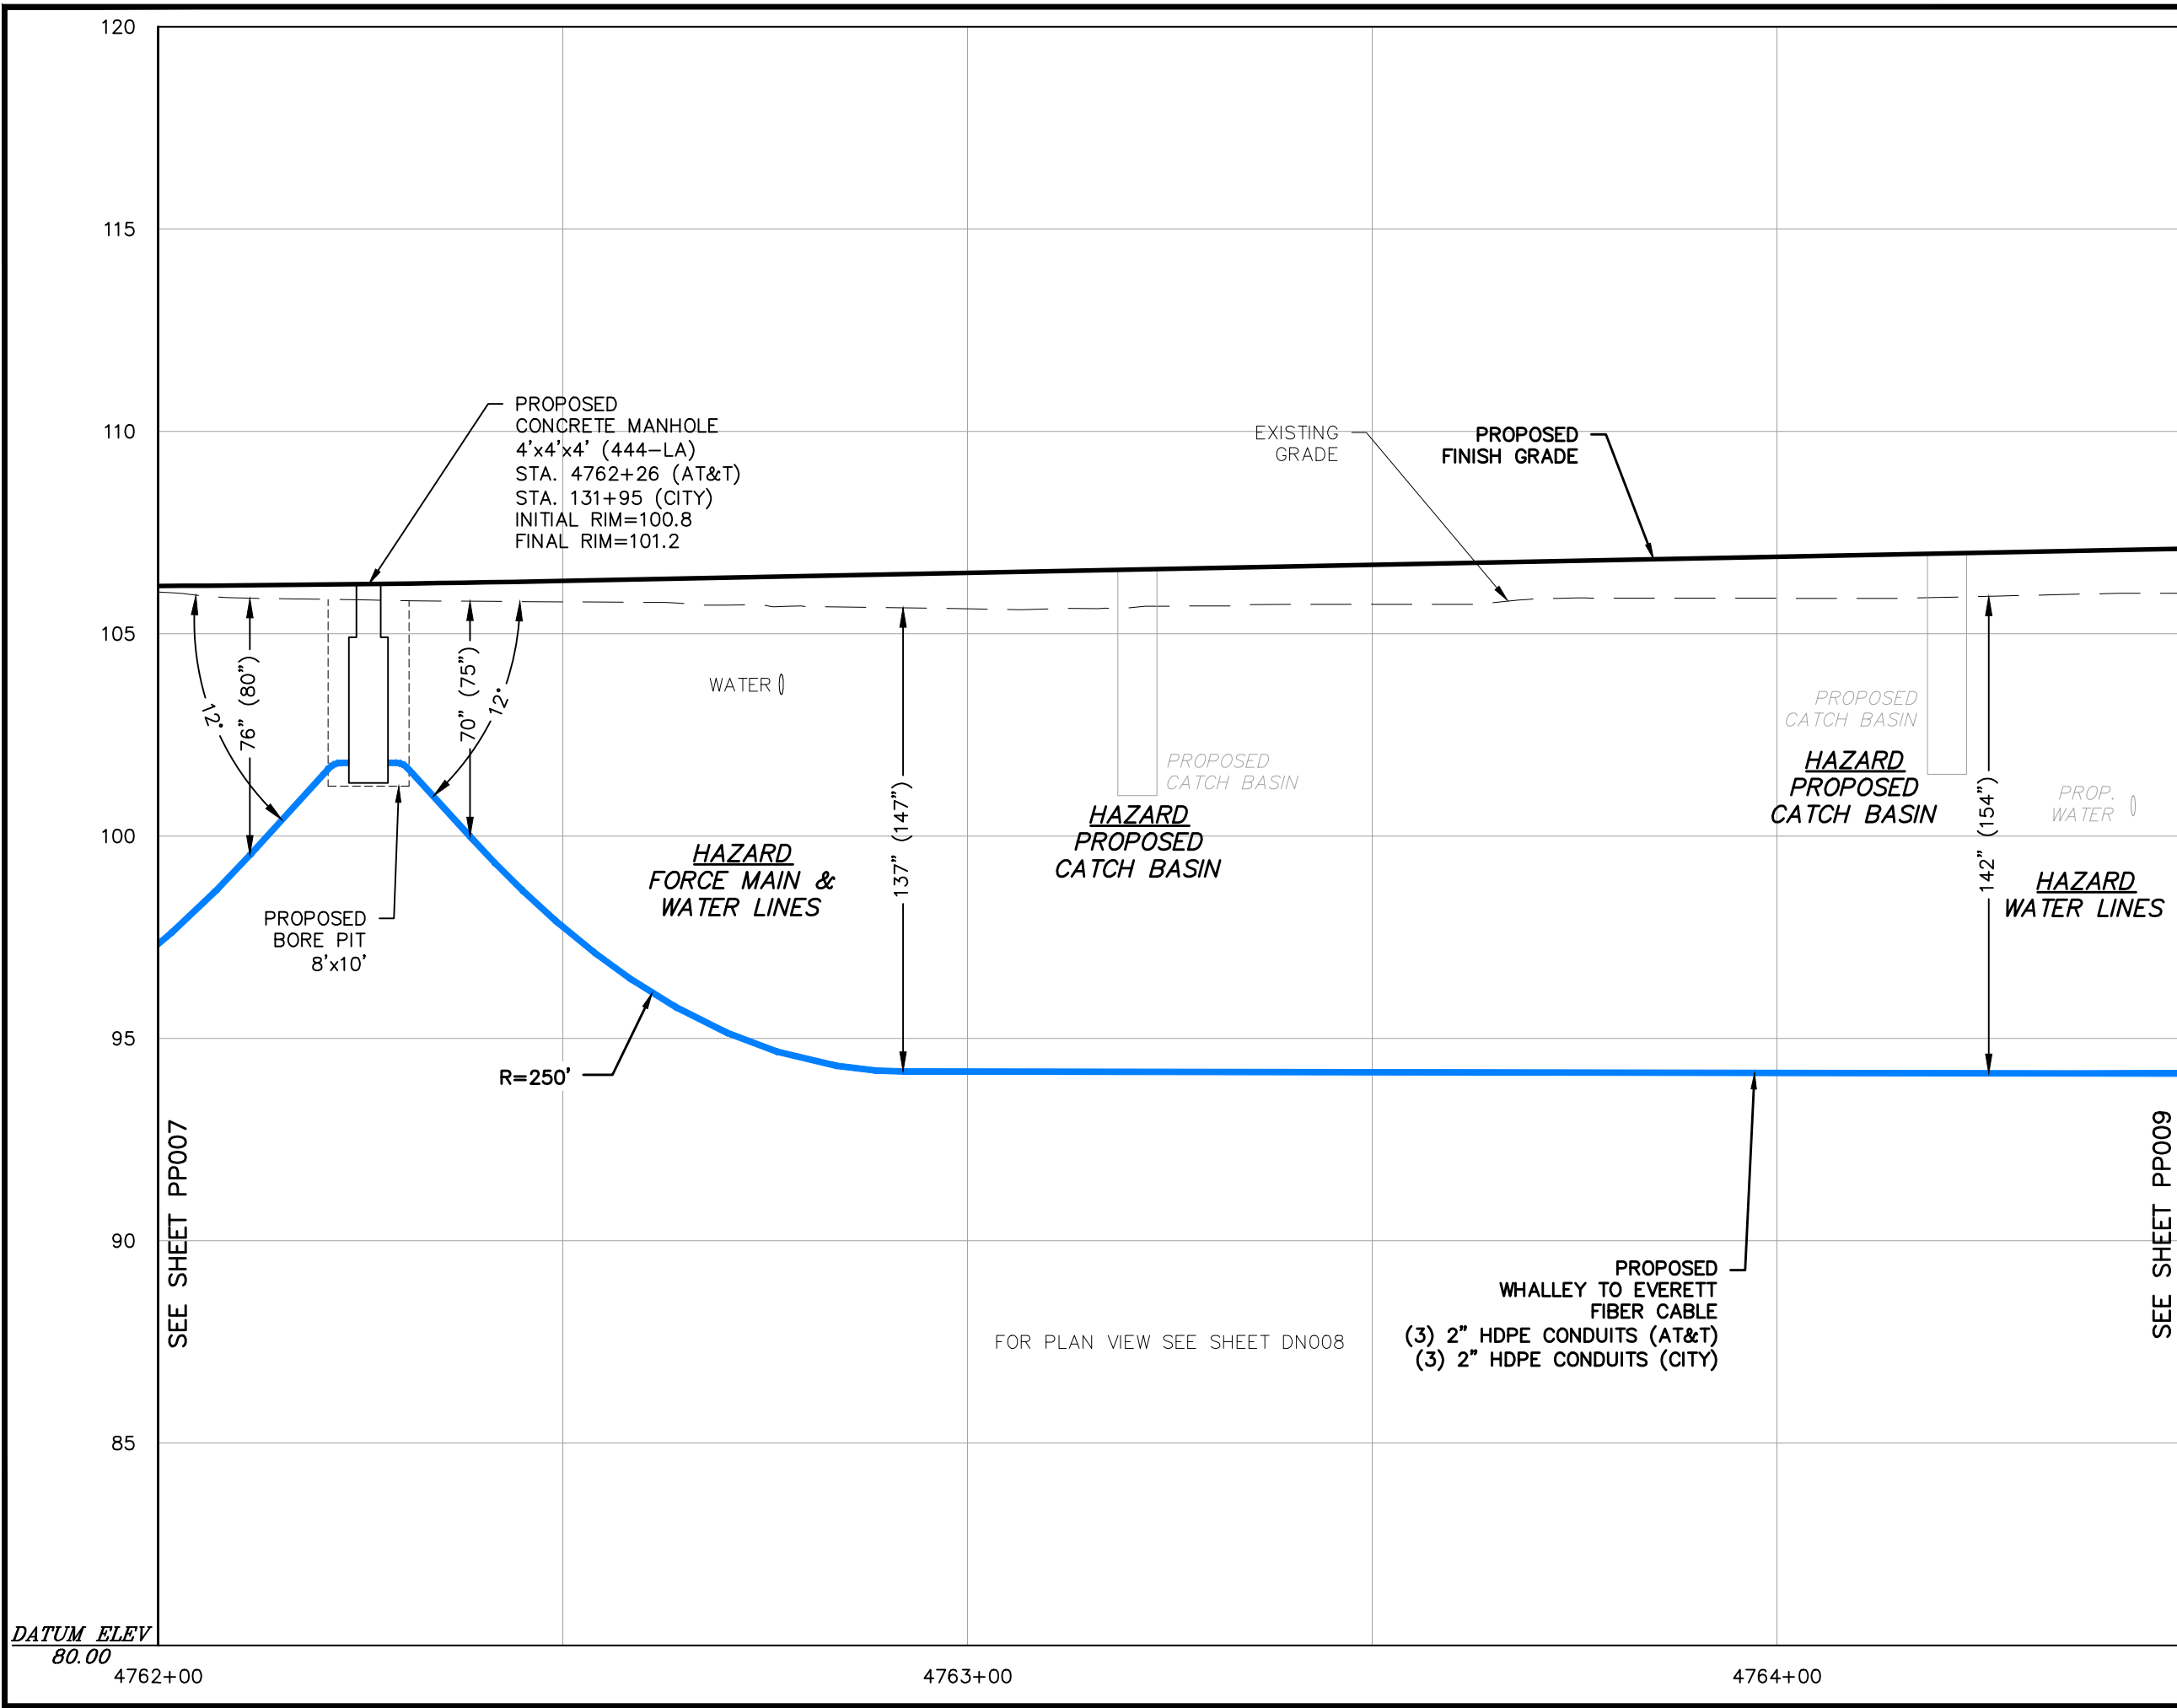 120
115
110
105
100
95
90
85
DATUM ELEV
80.00
4762+00
4763+00
4764+00
PROPOSED
CONCRETE MANHOLE
4'x4'x4' (444-LA)
STA. 4762+26 (AT&T)
STA. 131+95 (CITY)
INITIAL RIM=100.8
FINAL RIM=101.2
EXISTING
GRADE
PROPOSED
FINISH GRADE
12°
76" (80")
70" (75")
12°
WATER
137" (147")
PROPOSED
CATCH BASIN
HAZARD
PROPOSED
CATCH BASIN
PROPOSED
CATCH BASIN
HAZARD
PROPOSED
CATCH BASIN
142" (154")
PROP.
WATER
HAZARD
WATER LINES
HAZARD
FORCE MAIN &
WATER LINES
PROPOSED
BORE PIT
8'x10'
R=250'
SEE SHEET PP007
SEE SHEET PP009
PROPOSED
WHALLEY TO EVERETT
FIBER CABLE
(3) 2" HDPE CONDUITS (AT&T)
(3) 2" HDPE CONDUITS (CITY)
FOR PLAN VIEW SEE SHEET DN008